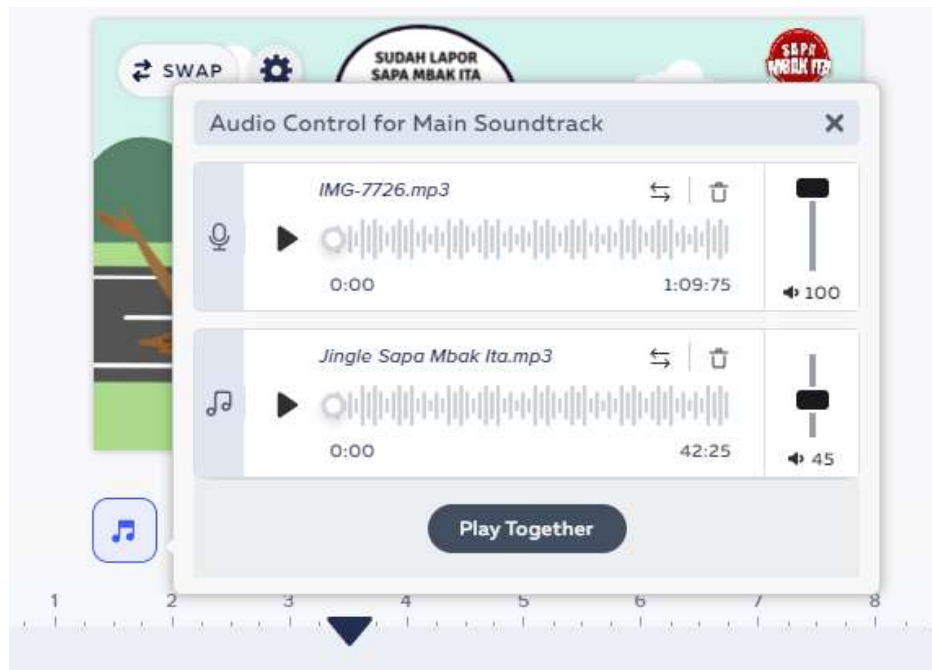 SWAP
SUDAH LAPOR
SAPA MBAK ITA
SAPA
MBAK ITA
Audio Control for Main Soundtrack
IMG-7726.mp3
0:00
1:09:75
100
Jingle Sapa Mbak Ita.mp3
0:00
42:25
45
Play Together
1 2 3 4 5 6 7 8